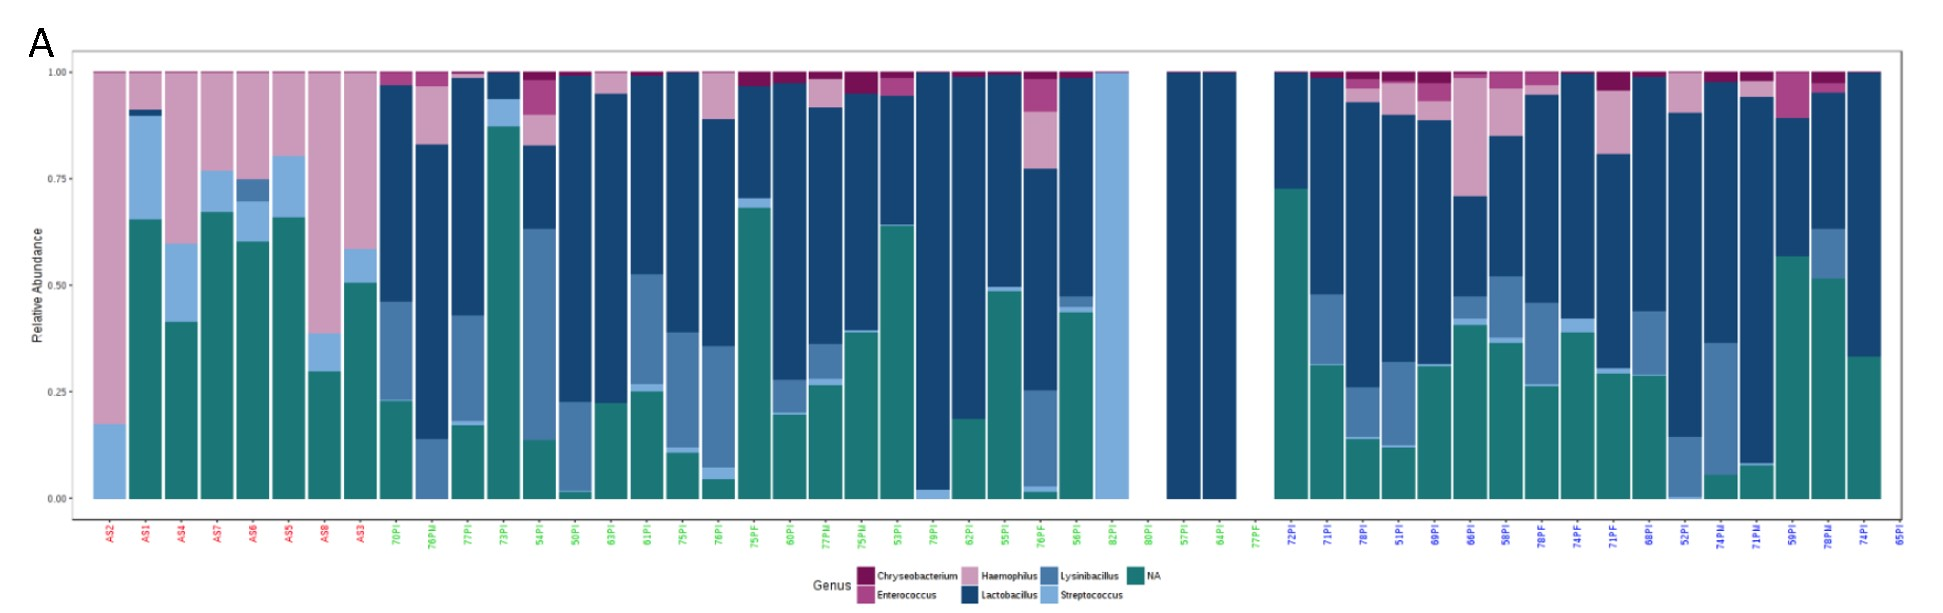 A
1.00
0.75
0.50
0.25
0.00
Relative Abundance
AS2 AS1 AS4 AS7 AS6 AS5 AS8 AS3 70PI 76PM 77PI 73PI 54PI 50PI 63PI 61PI 75PI 76PI 75PF 60PI 77PM 75PM 53PI 79PI 62PI 55PI 76PF 56PI 82PI 80PI 57PI 64PI 77PF 72PI 71PI 78PI 51PI 69PI 66PI 58PI 78PF 74PF 71PF 68PI 52PI 74PM 71PM 59PI 78PM 74PI 65PI
Genus
Chryseobacterium Haemophilus Lysinibacillus NA
Enterococcus Lactobacillus Streptococcus